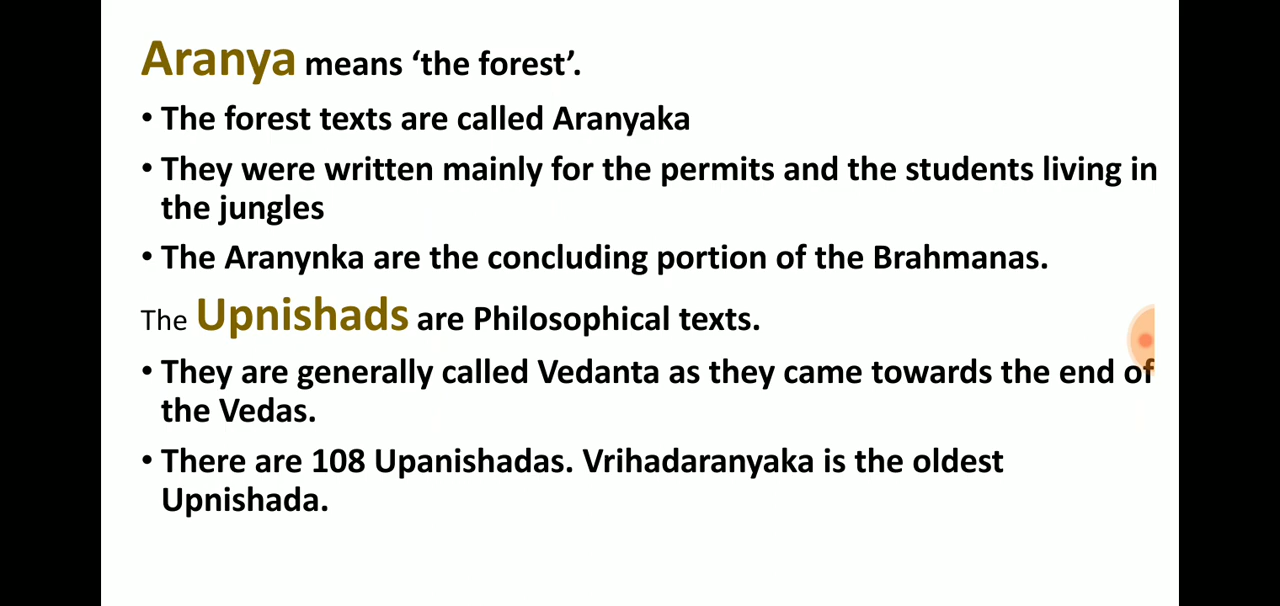 Aranya means ‘the forest’.
• The forest texts are called Aranyaka
• They were written mainly for the permits and the students living in
the jungles
• The Aranynka are the concluding portion of the Brahmanas.
The Upnishads are Philosophical texts.
• They are generally called Vedanta as they came towards the end of
the Vedas.
• There are 108 Upanishadas. Vrihadaranyaka is the oldest
Upnishada.